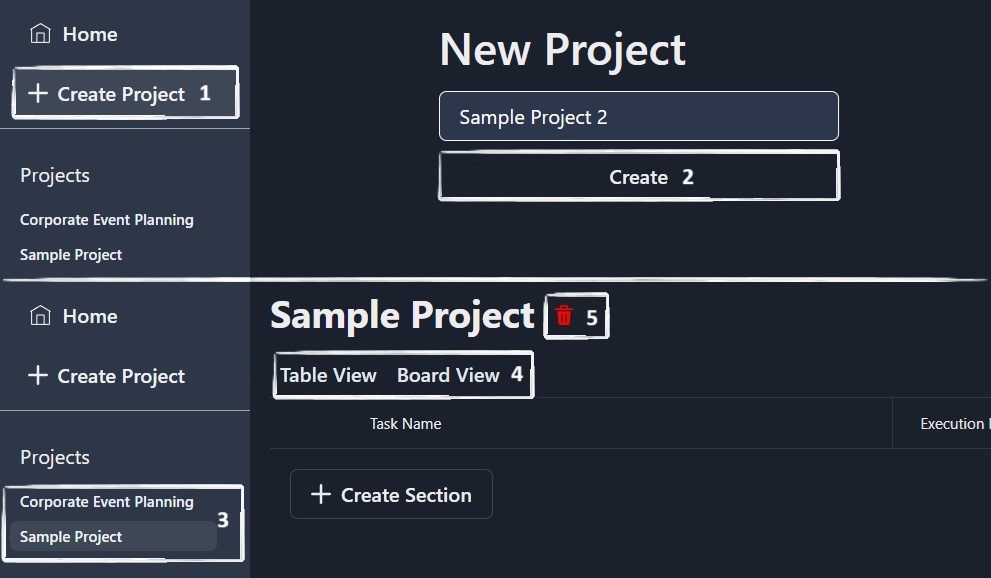 Home
Create Project 1
Projects
Corporate Event Planning
Sample Project
New Project
Sample Project 2
Create 2
Home
Create Project
Projects
Corporate Event Planning
3
Sample Project
Sample Project 5
Table View Board View 4
Task Name Execution
Create Section